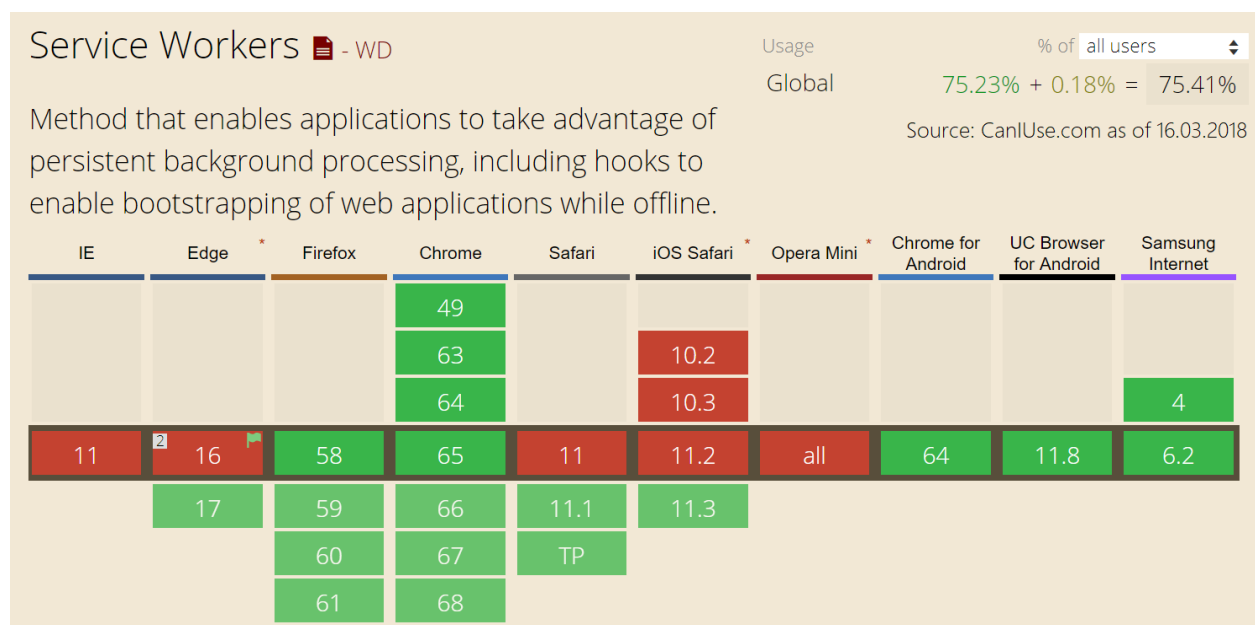 Service Workers - WD
Usage % of all users
Global 75.23% + 0.18% = 75.41%
Method that enables applications to take advantage of
persistent background processing, including hooks to
enable bootstrapping of web applications while offline.
Source: CanIUse.com as of 16.03.2018
IE Edge * Firefox Chrome Safari iOS Safari * Opera Mini * Chrome for Android UC Browser for Android Samsung Internet
49
63 10.2
64 10.3 4
11 2 16 58 65 11 11.2 all 64 11.8 6.2
17 59 66 11.1 11.3
60 67 TP
61 68